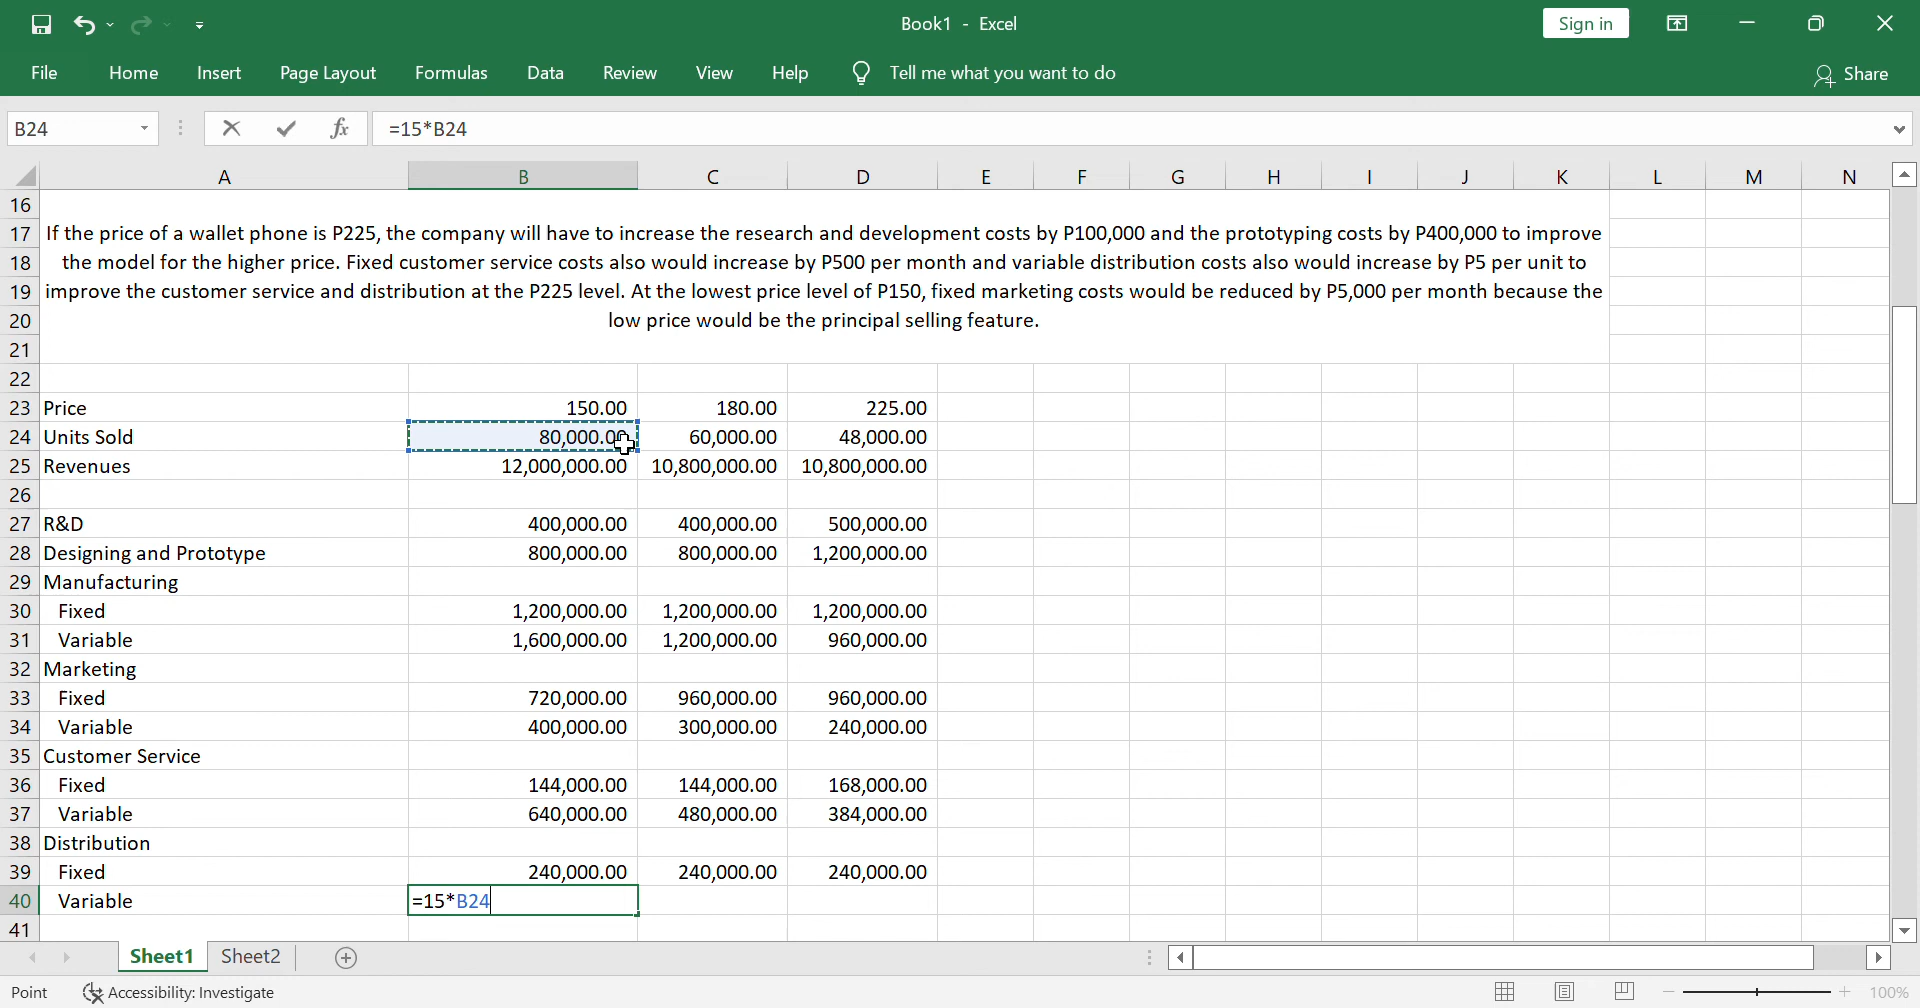 Book1 - Excel
Sign in
File Home Insert Page Layout Formulas Data Review View Help Tell me what you want to do Share
B24 fx =15*B24
A B C D E F G H I J K L M N
16
17 If the price of a wallet phone is P225, the company will have to increase the research and development costs by P100,000 and the prototyping costs by P400,000 to improve
18 the model for the higher price. Fixed customer service costs also would increase by P500 per month and variable distribution costs also would increase by P5 per unit to
19 improve the customer service and distribution at the P225 level. At the lowest price level of P150, fixed marketing costs would be reduced by P5,000 per month because the
20 low price would be the principal selling feature.
21
22
23 Price 150.00 180.00 225.00
24 Units Sold 80,000.00 60,000.00 48,000.00
25 Revenues 12,000,000.00 10,800,000.00 10,800,000.00
26
27 R&D 400,000.00 400,000.00 500,000.00
28 Designing and Prototype 800,000.00 800,000.00 1,200,000.00
29 Manufacturing
30 Fixed 1,200,000.00 1,200,000.00 1,200,000.00
31 Variable 1,600,000.00 1,200,000.00 960,000.00
32 Marketing
33 Fixed 720,000.00 960,000.00 960,000.00
34 Variable 400,000.00 300,000.00 240,000.00
35 Customer Service
36 Fixed 144,000.00 144,000.00 168,000.00
37 Variable 640,000.00 480,000.00 384,000.00
38 Distribution
39 Fixed 240,000.00 240,000.00 240,000.00
40 Variable =15*B24
41
Sheet1 Sheet2
Point Accessibility: Investigate 100%